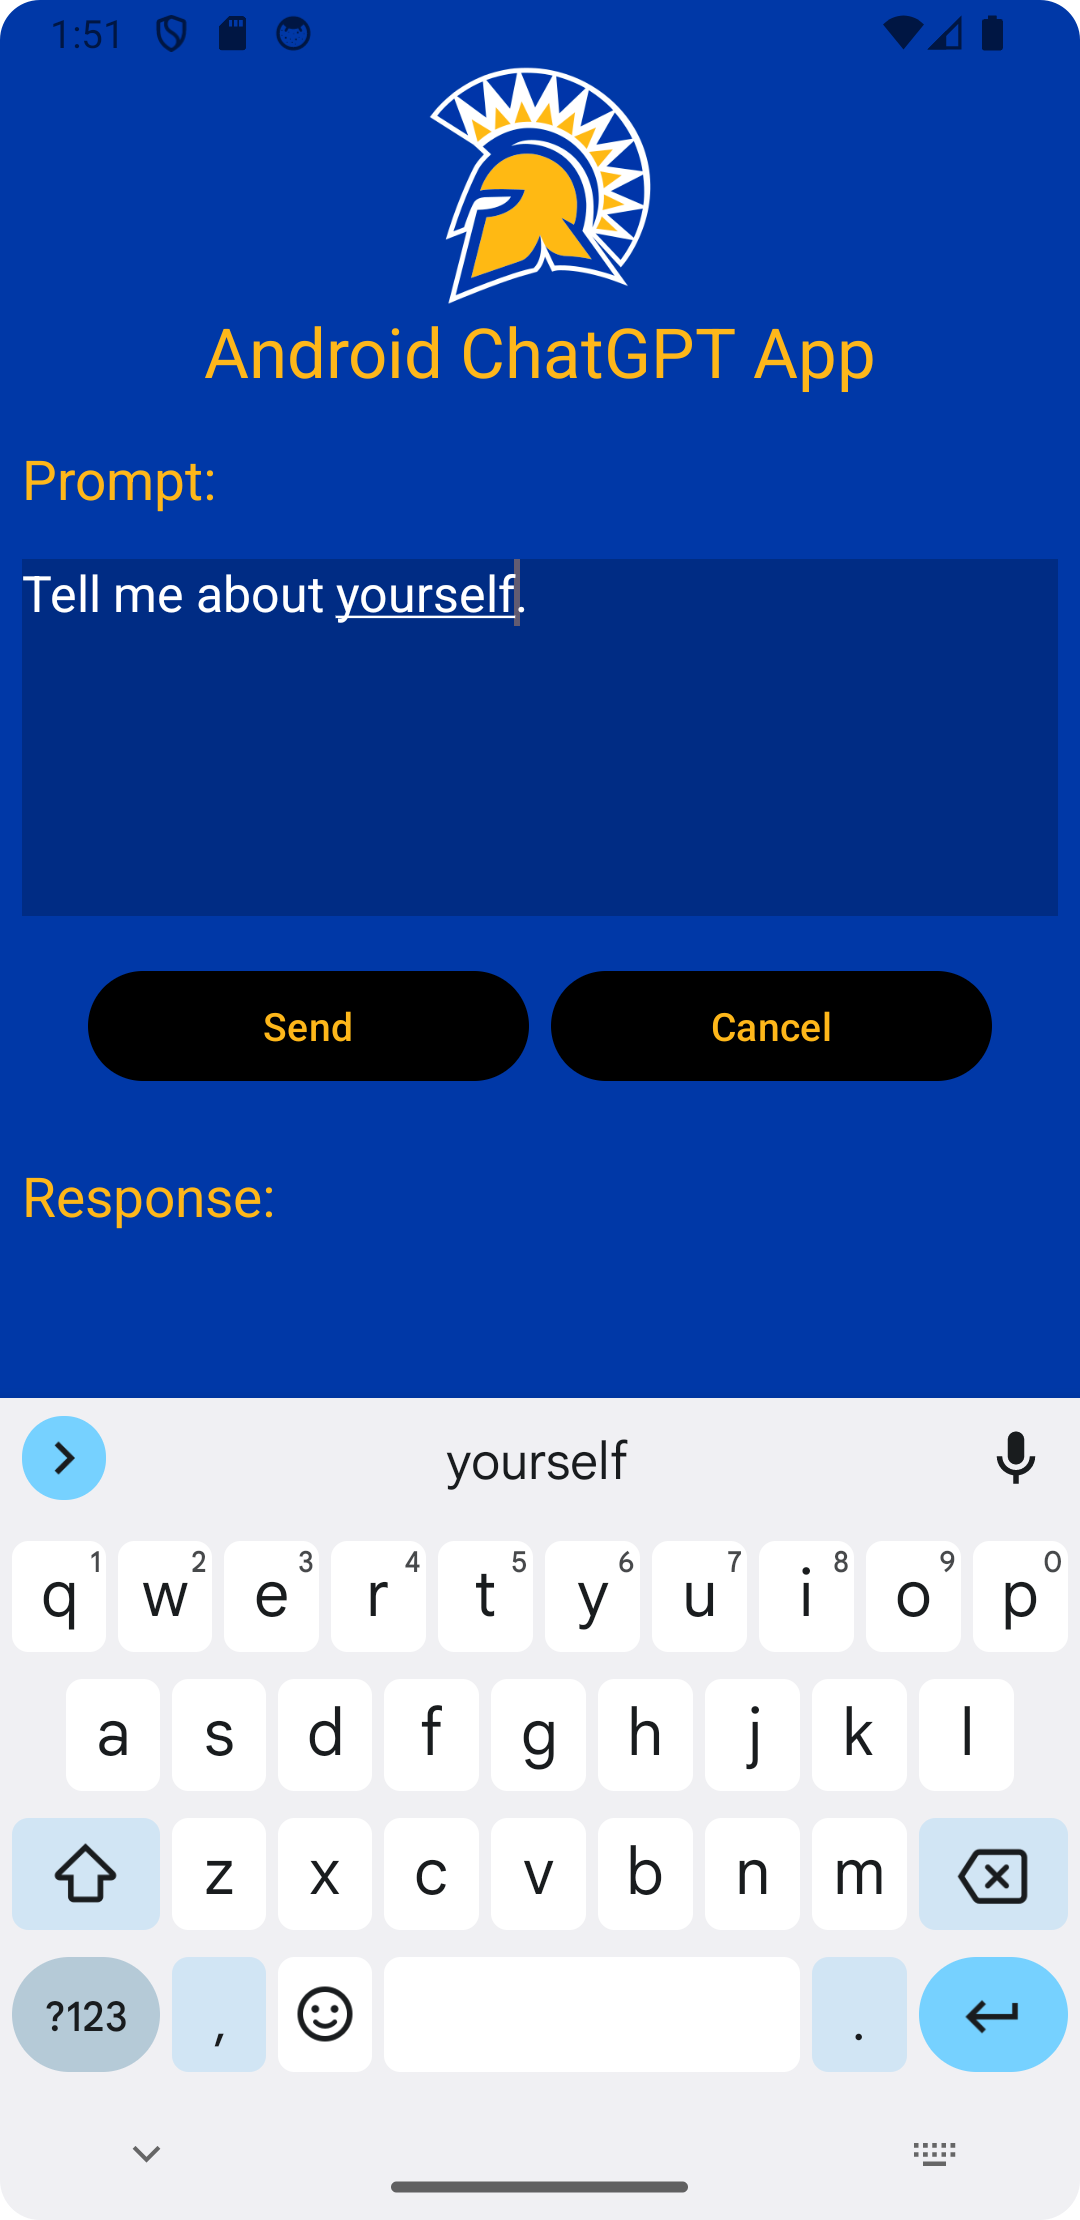 1:51
Android ChatGPT App
Prompt:
Tell me about yourself.
Send Cancel
Response:
yourself
q1 w2 e3 r4 t5 y6 u7 i8 o9 p0
a s d f g h j k l
z x c v b n m
?123 , .